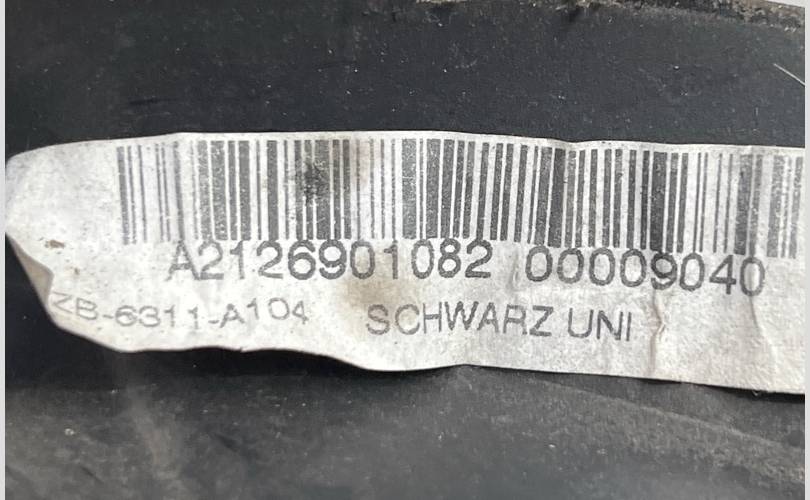 A2126901082 00009040
ZB-6311-A104 SCHWARZ UNI